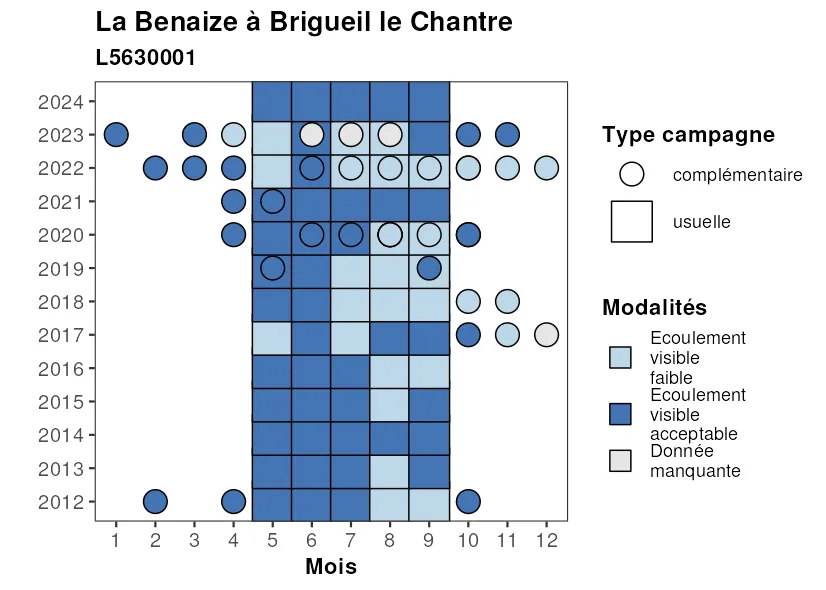 La Benaize à Brigueil le Chantre
L5630001
2024
2023
2022
2021
2020
2019
2018
2017
2016
2015
2014
2013
2012
1 2 3 4 5 6 7 8 9 10 11 12
Mois
Type campagne
complémentaire
usuelle
Modalités
Ecoulement
visible
faible
Ecoulement
visible
acceptable
Donnée
manquante